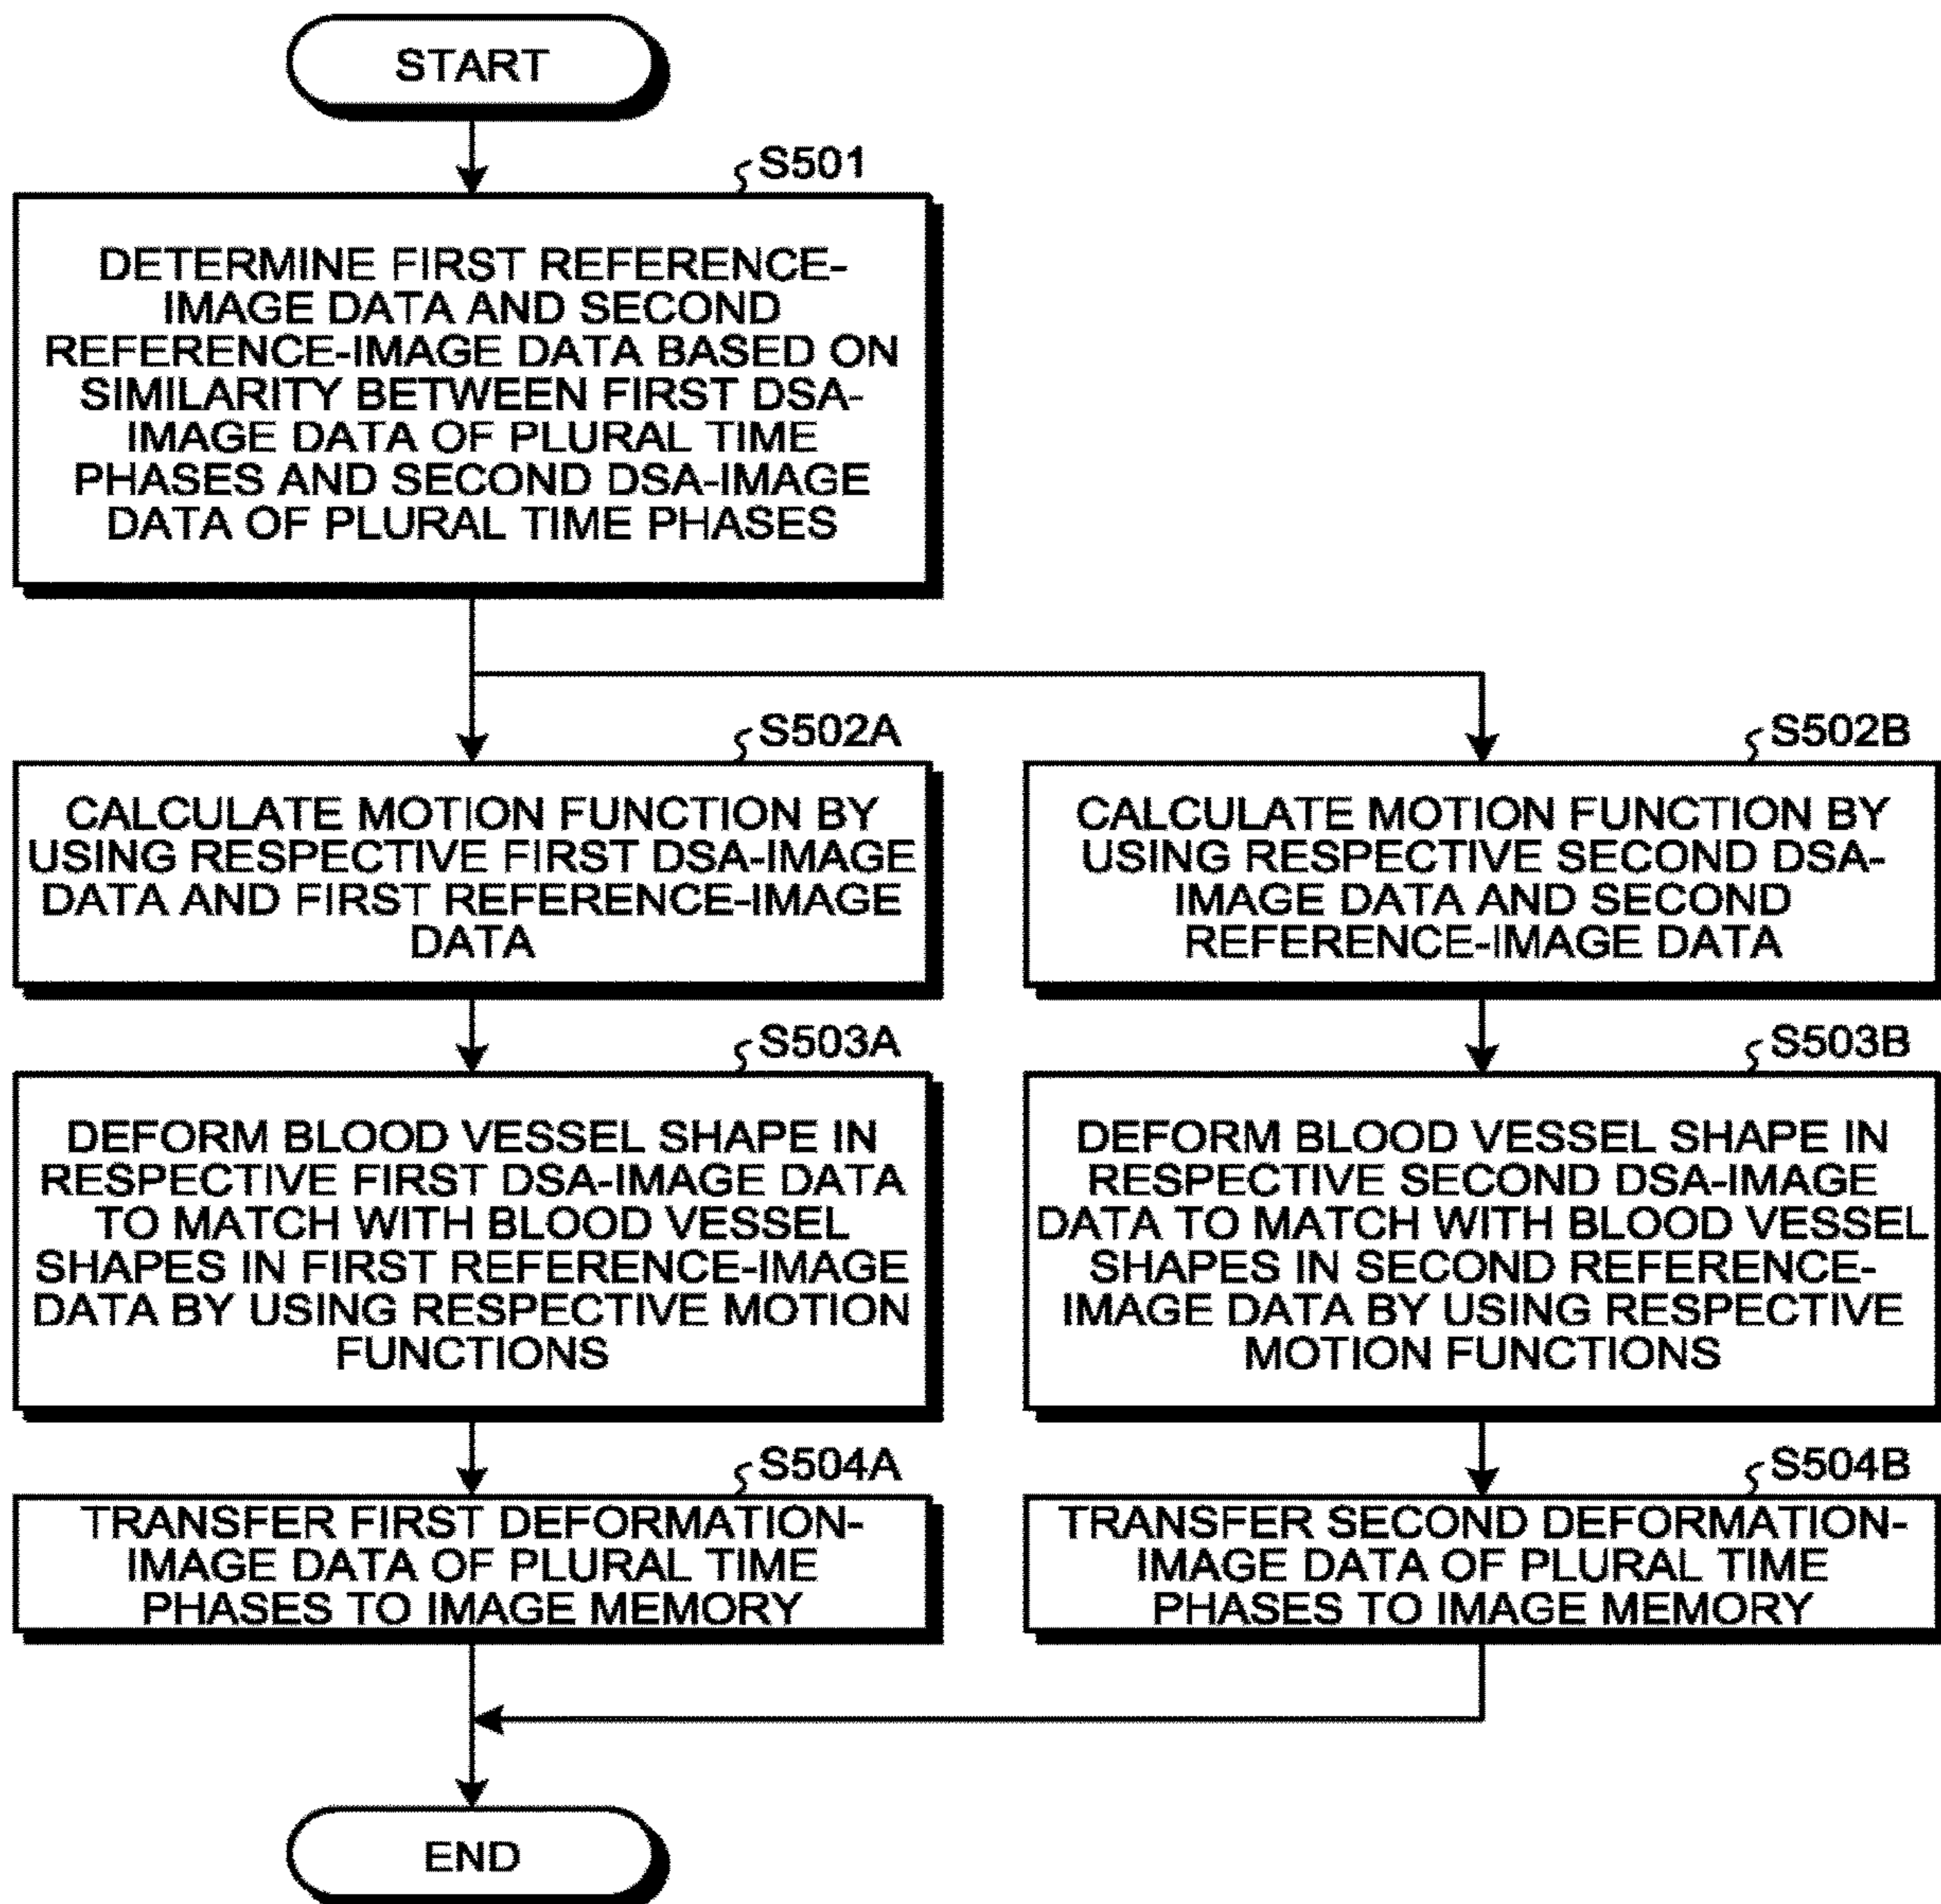 START
S501
DETERMINE FIRST REFERENCE-
IMAGE DATA AND SECOND
REFERENCE-IMAGE DATA BASED ON
SIMILARITY BETWEEN FIRST DSA-
IMAGE DATA OF PLURAL TIME
PHASES AND SECOND DSA-IMAGE
DATA OF PLURAL TIME PHASES
S502A
CALCULATE MOTION FUNCTION BY
USING RESPECTIVE FIRST DSA-IMAGE
DATA AND FIRST REFERENCE-IMAGE
DATA
S502B
CALCULATE MOTION FUNCTION BY
USING RESPECTIVE SECOND DSA-
IMAGE DATA AND SECOND
REFERENCE-IMAGE DATA
S503A
DEFORM BLOOD VESSEL SHAPE IN
RESPECTIVE FIRST DSA-IMAGE DATA
TO MATCH WITH BLOOD VESSEL
SHAPES IN FIRST REFERENCE-IMAGE
DATA BY USING RESPECTIVE MOTION
FUNCTIONS
S503B
DEFORM BLOOD VESSEL SHAPE IN
RESPECTIVE SECOND DSA-IMAGE
DATA TO MATCH WITH BLOOD VESSEL
SHAPES IN SECOND REFERENCE-
IMAGE DATA BY USING RESPECTIVE
MOTION FUNCTIONS
S504A
TRANSFER FIRST DEFORMATION-
IMAGE DATA OF PLURAL TIME
PHASES TO IMAGE MEMORY
S504B
TRANSFER SECOND DEFORMATION-
IMAGE DATA OF PLURAL TIME
PHASES TO IMAGE MEMORY
END